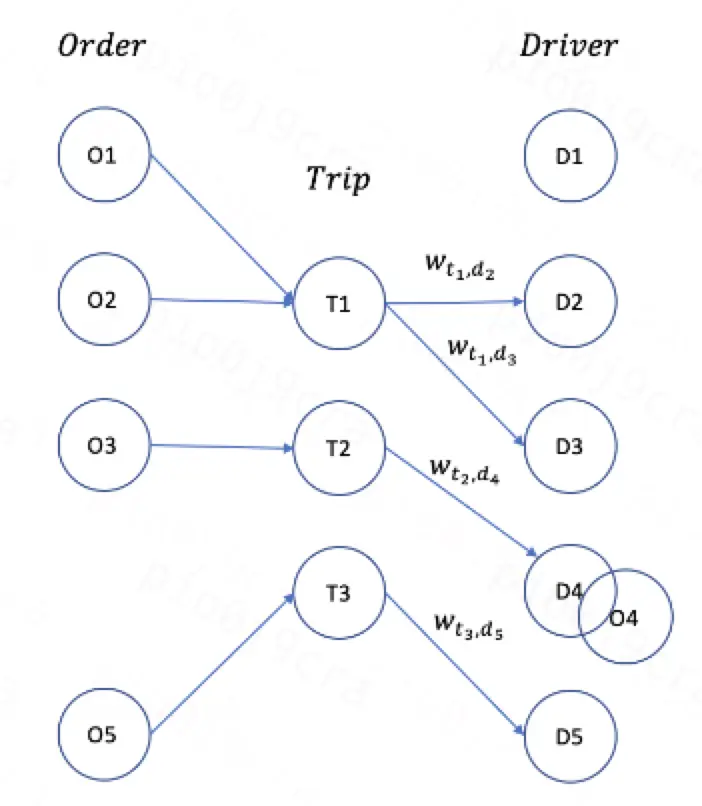 Order Driver
O1 D1
Trip
w_{t_1,d_2}
O2 T1 D2
w_{t_1,d_3}
O3 T2 D3
w_{t_2,d_4}
T3 D4
O4
w_{t_3,d_5}
O5 D5